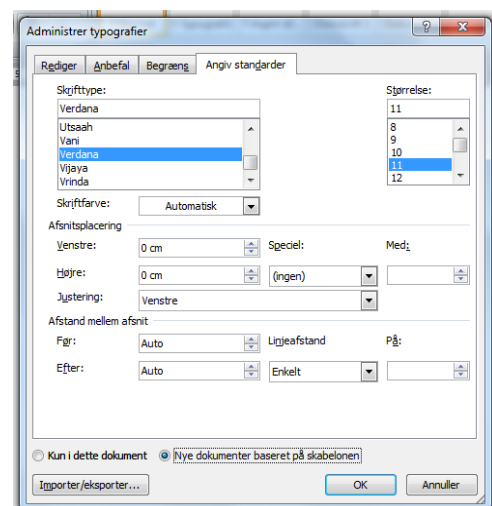 Administrer typografier
Rediger Anbefal Begræns Angiv standarder
Skrifttype: Størrelse:
Verdana 11
Utsaah 8
Vani 9
Verdana 10
Vijaya 11
Vrinda 12
Skriftfarve: Automatisk
Afsnitsplacering
Venstre: 0 cm Speciel: Med:
Højre: 0 cm (ingen)
Justering: Venstre
Afstand mellem afsnit
Før: Auto Linjeafstand På:
Efter: Auto Enkelt
Kun i dette dokument Nye dokumenter baseret på skabelonen
Importer/eksporter... OK Annuller